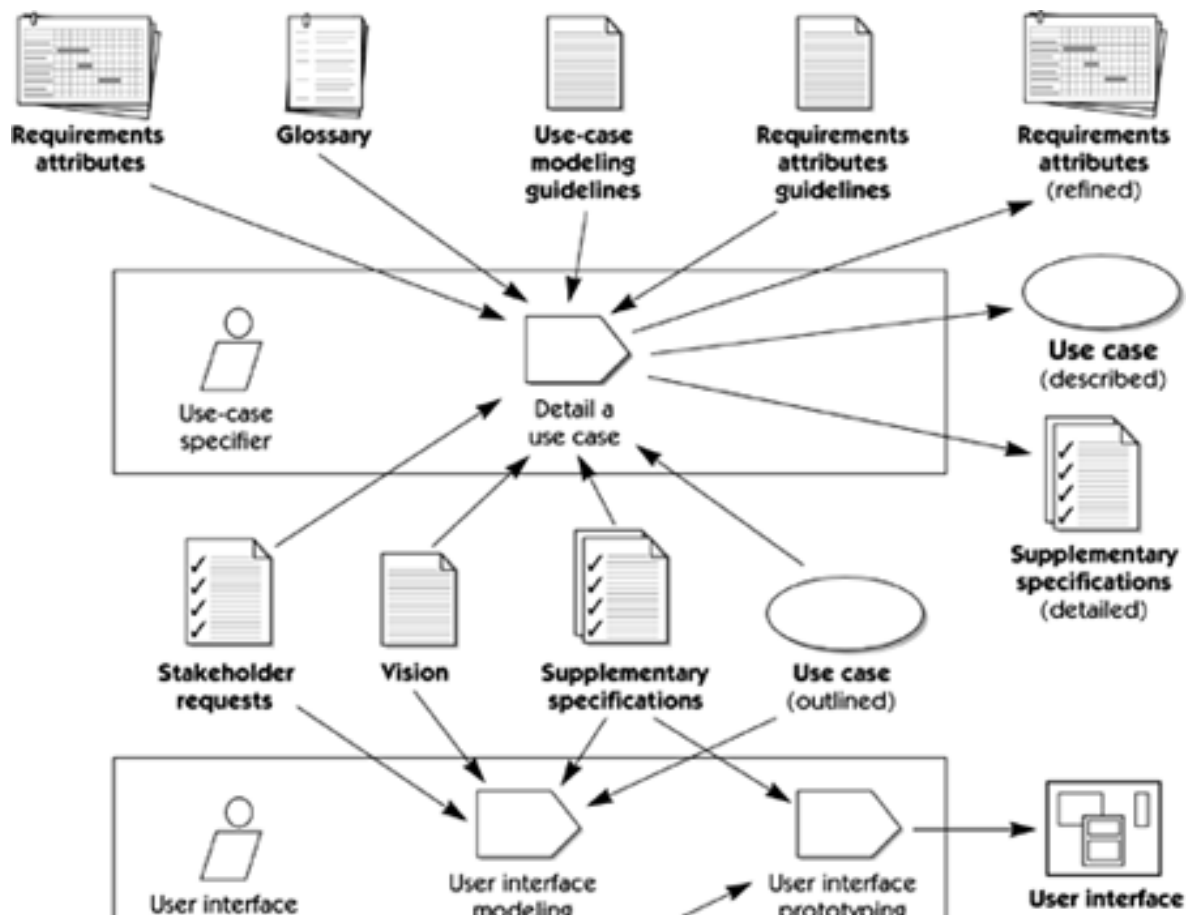 Requirements
attributes
Glossary
Use-case
modeling
guidelines
Requirements
attributes
guidelines
Requirements
attributes
(refined)
Use case
(described)
Use-case
specifier
Detail a
use case
Supplementary
specifications
(detailed)
Stakeholder
requests
Vision
Supplementary
specifications
Use case
(outlined)
User interface
User interface
modeling
User interface
prototyping
User interface